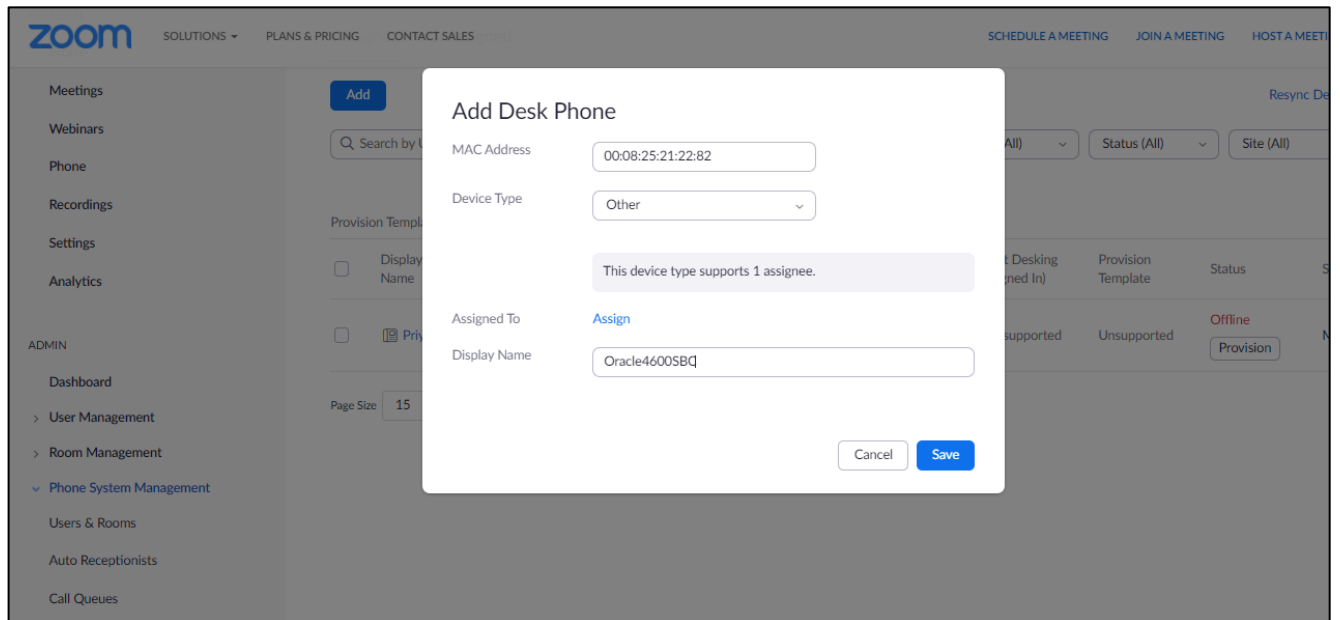 zoom SOLUTIONS PLANS & PRICING CONTACT SALES SCHEDULE A MEETING JOIN A MEETING HOST A MEETI
Meetings
Webinars
Phone
Recordings
Settings
Analytics
ADMIN
Dashboard
User Management
Room Management
Phone System Management
Users & Rooms
Auto Receptionists
Call Queues
Add
Resync De
Search by U
All)
Status (All)
Site (All)
Provision Templa
Display Name
t Desking
gned In)
Provision
Template
Status
S
Priy
supported
Unsupported
Offline
Provision
N
Page Size 15
Add Desk Phone
MAC Address 00:08:25:21:22:82
Device Type Other
This device type supports 1 assignee.
Assigned To Assign
Display Name Oracle4600SBC
Cancel Save